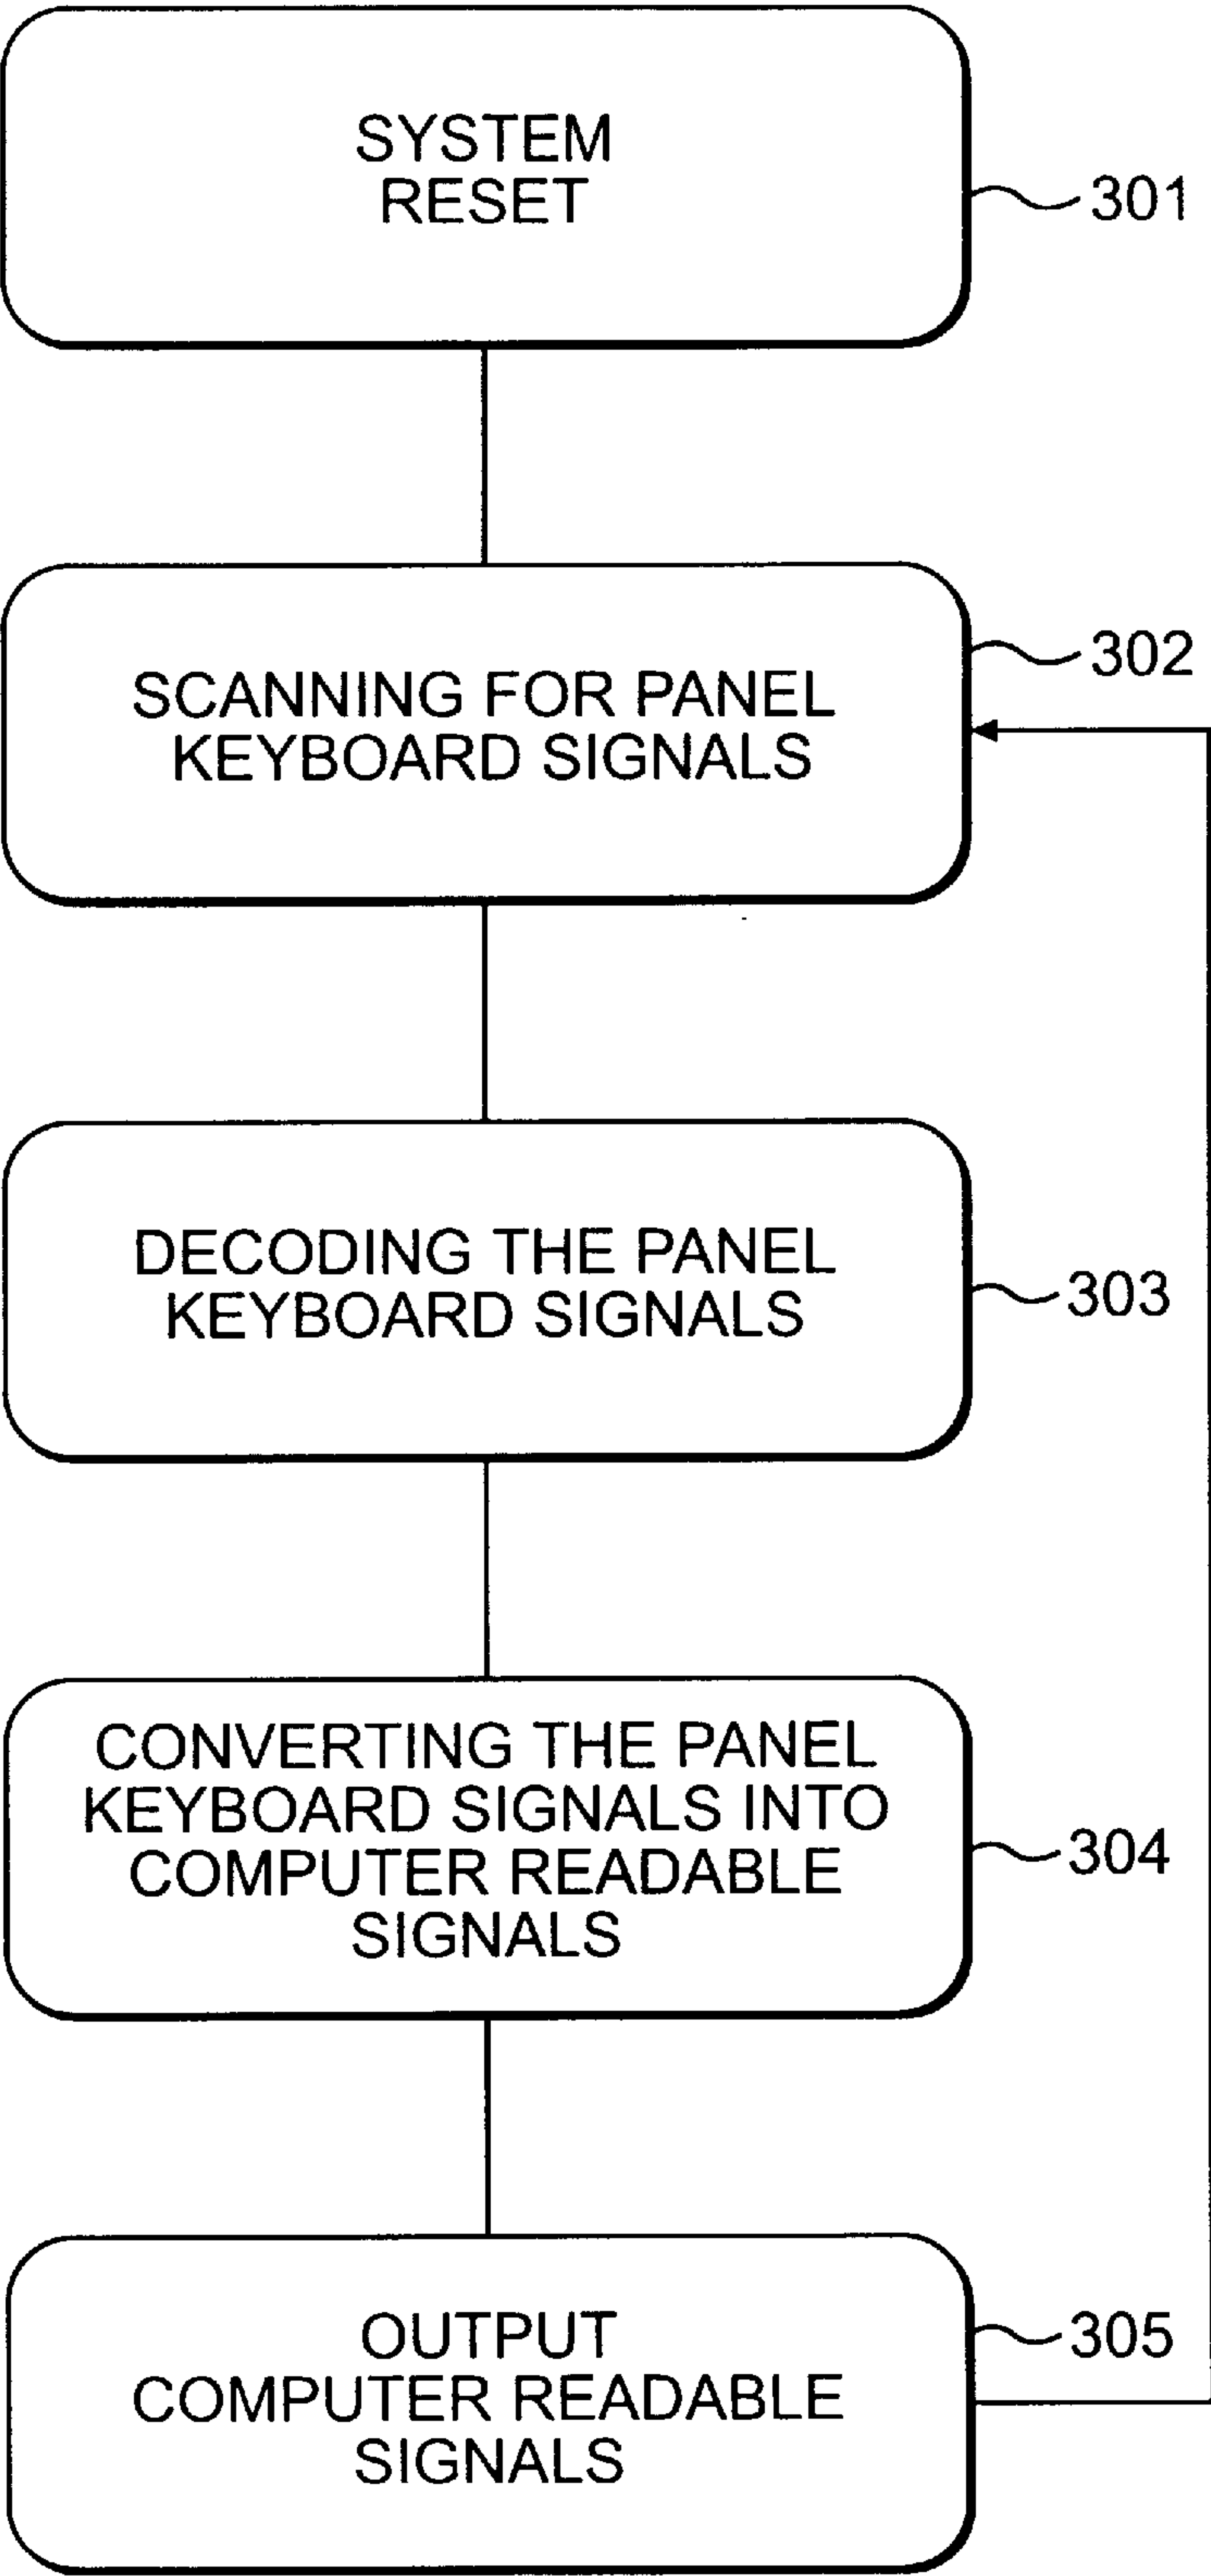 SYSTEM
RESET
301
SCANNING FOR PANEL
KEYBOARD SIGNALS
302
DECODING THE PANEL
KEYBOARD SIGNALS
303
CONVERTING THE PANEL
KEYBOARD SIGNALS INTO
COMPUTER READABLE
SIGNALS
304
OUTPUT
COMPUTER READABLE
SIGNALS
305